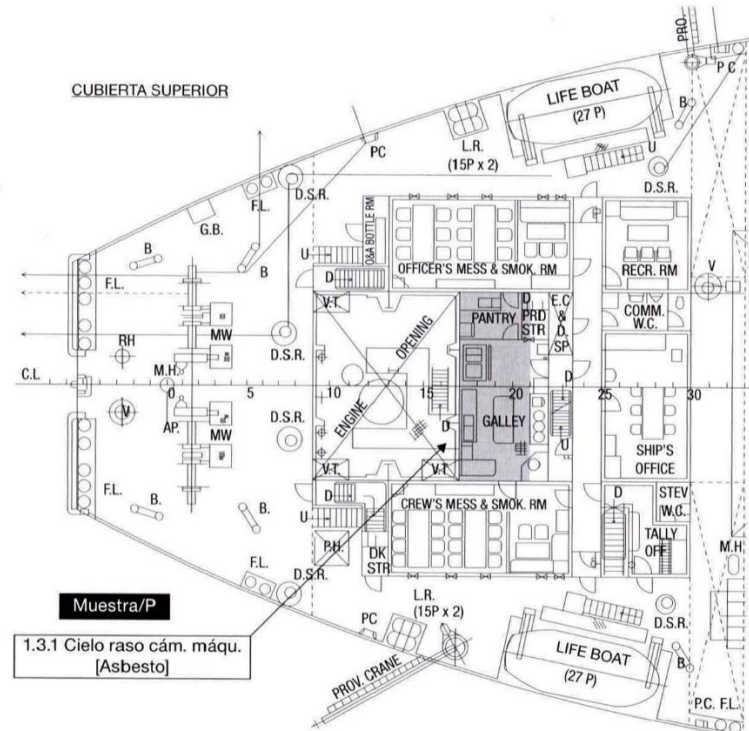 CUBIERTA SUPERIOR
PRO.
P C
LIFE BOAT
(27 P)
B
PC
L.R.
(15P x 2)
U
D.S.R.
D.S.R.
F.L.
G.B.
O&A BOTTLE RM
B
U
OFFICER'S MESS & SMOK. RM
RECR. RM
B
F.L.
D
V
V.T.
PANTRY
D
PRD
STR
E.C
&
D.
SP
COMM.
W.C.
RH
MW
D.S.R.
OPENING
M.H.
D
C.L
0
5
10
15
20
25
30
V
AP.
ENGINE
D
GALLEY
MW
D.S.R.
U
SHIP'S
OFFICE
V.T.
V.T.
F.L.
B.
B.
D
CREW'S MESS & SMOK. RM
D
STEV
W.C.
U
P.H.
DK
STR
TALLY
OFF
M.H
F.L.
D.S.R.
Muestra/P
L.R.
(15P x 2)
PC
D.S.R.
1.3.1 Cielo raso cám. máqu.
[Asbesto]
LIFE BOAT
(27 P)
B
PROV. CRANE
P.C. F.L.